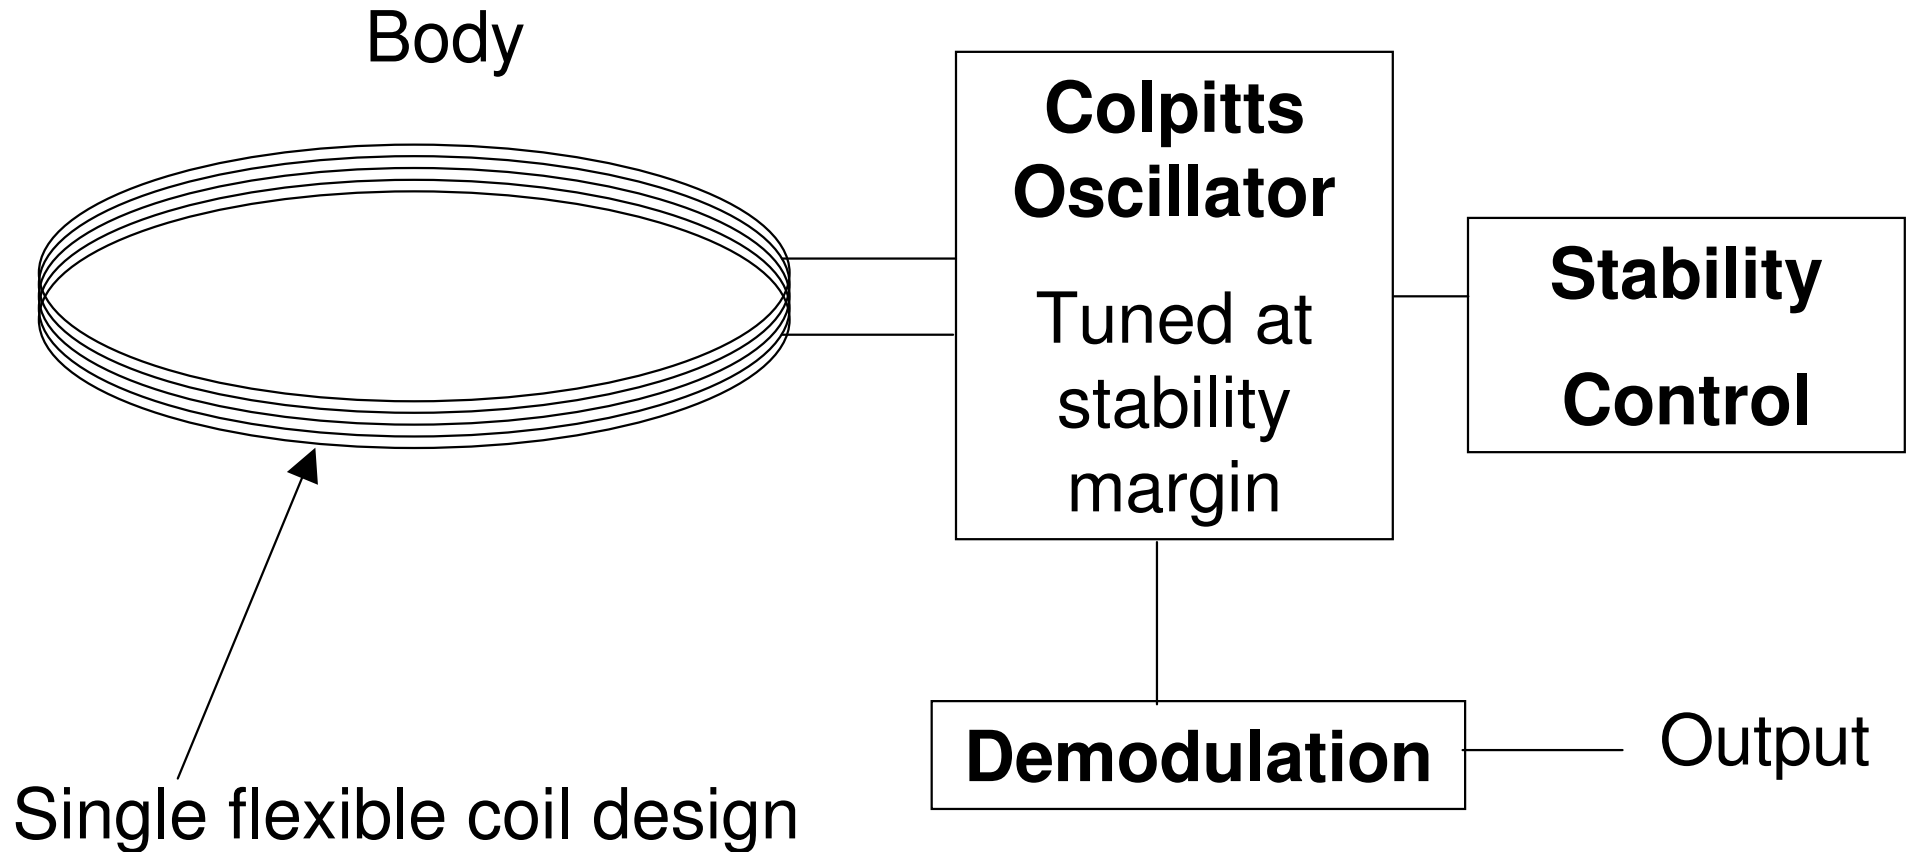 Body
Colpitts
Oscillator
Tuned at
stability
margin
Stability
Control
Demodulation
Output
Single flexible coil design